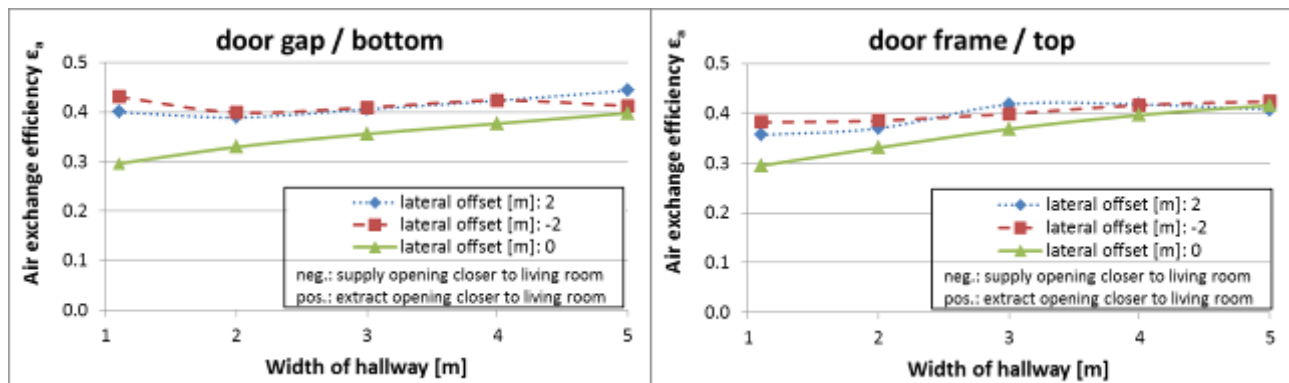 door gap / bottom
Air exchange efficiency εa
0.5
0.4
0.3
0.2
0.1
0.0
lateral offset [m]: 2
lateral offset [m]: -2
lateral offset [m]: 0
neg.: supply opening closer to living room
pos.: extract opening closer to living room
1 2 3 4 5
Width of hallway [m]
door frame / top
Air exchange efficiency εa
0.5
0.4
0.3
0.2
0.1
0.0
lateral offset [m]: 2
lateral offset [m]: -2
lateral offset [m]: 0
neg.: supply opening closer to living room
pos.: extract opening closer to living room
1 2 3 4 5
Width of hallway [m]